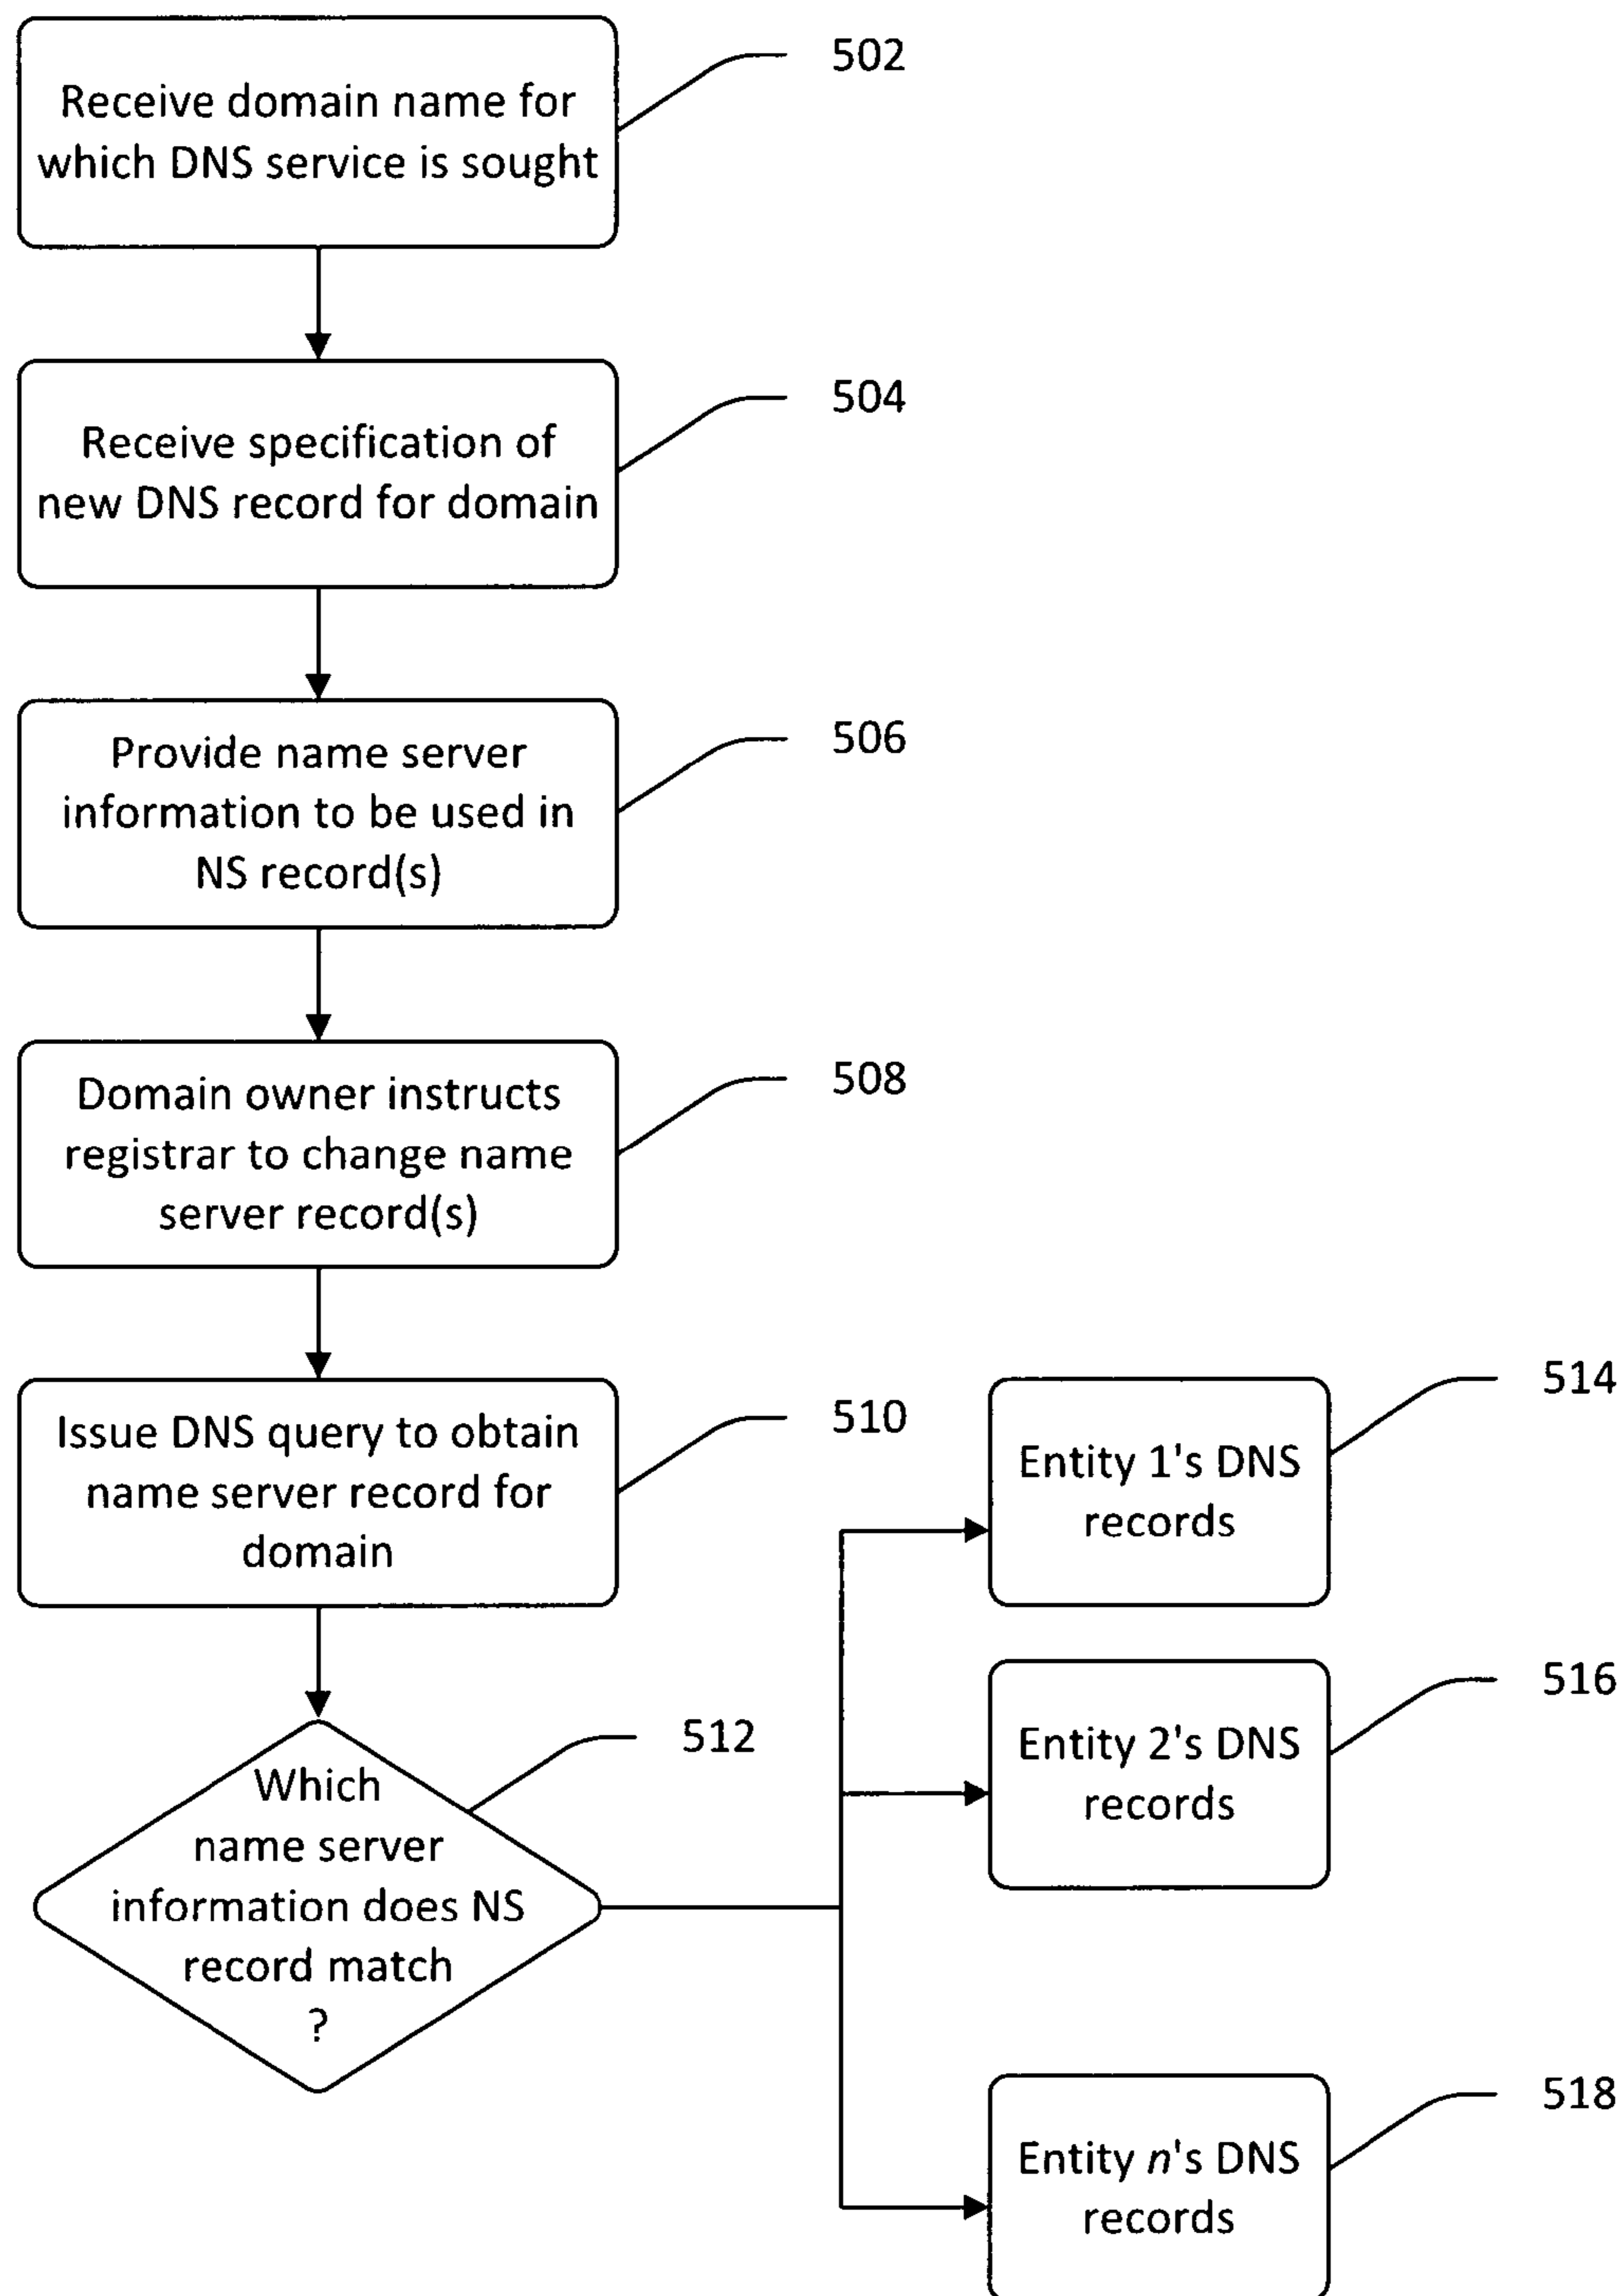 Receive domain name for
which DNS service is sought
502
Receive specification of
new DNS record for domain
504
Provide name server
information to be used in
NS record(s)
506
Domain owner instructs
registrar to change name
server record(s)
508
Issue DNS query to obtain
name server record for
domain
510
Which
name server
information does NS
record match
?
512
Entity 1's DNS
records
514
Entity 2's DNS
records
516
Entity n's DNS
records
518